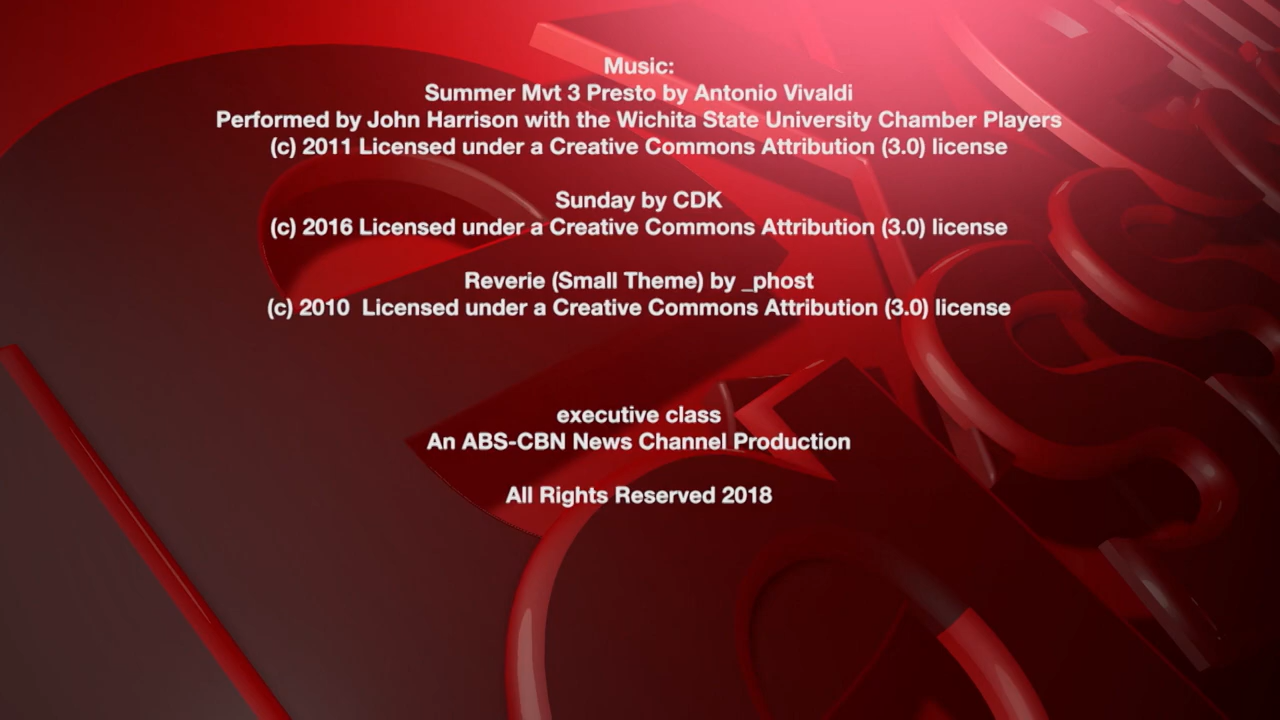 Music:
Summer Mvt 3 Presto by Antonio Vivaldi
Performed by John Harrison with the Wichita State University Chamber Players
(c) 2011 Licensed under a Creative Commons Attribution (3.0) license
Sunday by CDK
(c) 2016 Licensed under a Creative Commons Attribution (3.0) license
Reverie (Small Theme) by _phost
(c) 2010  Licensed under a Creative Commons Attribution (3.0) license
executive class
An ABS-CBN News Channel Production
All Rights Reserved 2018